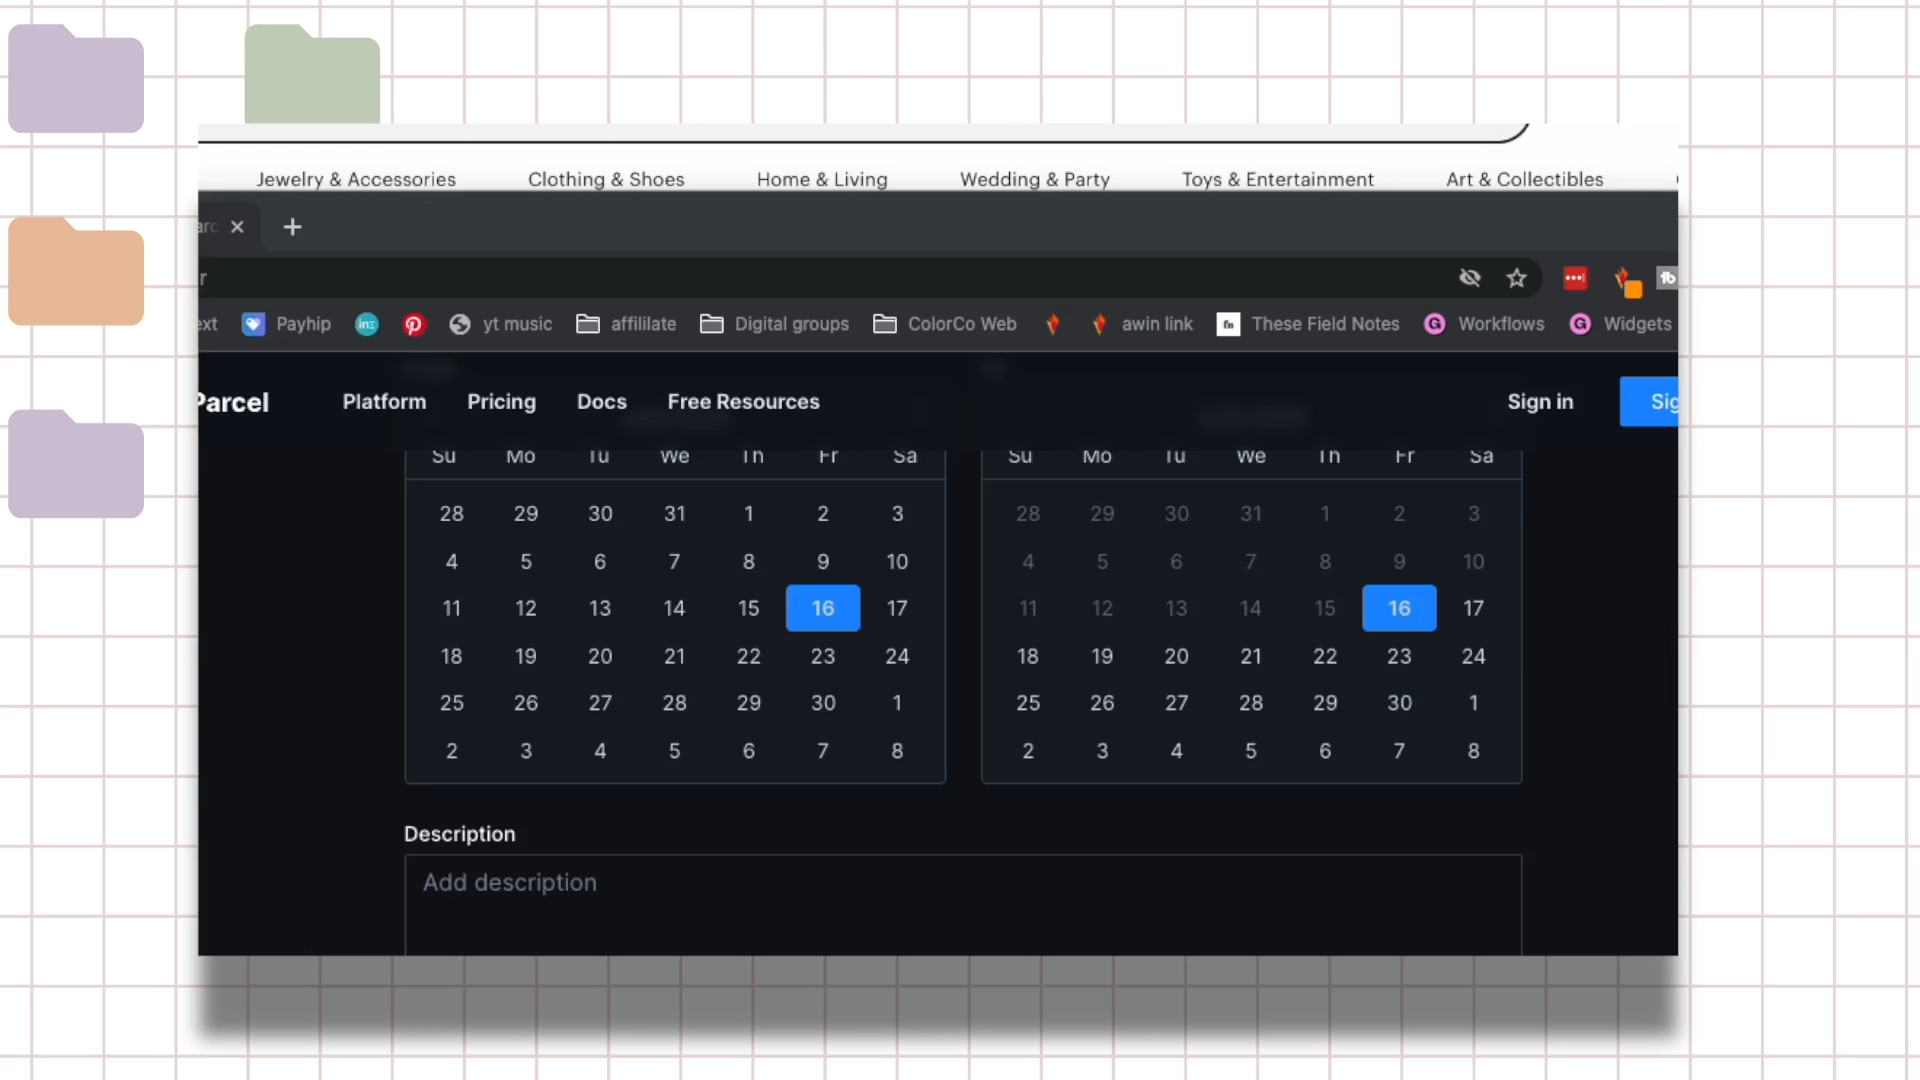 Jewelry & Accessories Clothing & Shoes Home & Living Wedding & Party Toys & Entertainment Art & Collectibles
Payhip inz yt music affililate Digital groups ColorCo Web awin link fn These Field Notes Workflows Widgets
Parcel Platform Pricing Docs Free Resources Sign in Sig
Su Mo Tu We Th Fr Sa Su Mo Tu We Th Fr Sa
28 29 30 31 1 2 3 28 29 30 31 1 2 3
4 5 6 7 8 9 10 4 5 6 7 8 9 10
11 12 13 14 15 16 17 11 12 13 14 15 16 17
18 19 20 21 22 23 24 18 19 20 21 22 23 24
25 26 27 28 29 30 1 25 26 27 28 29 30 1
2 3 4 5 6 7 8 2 3 4 5 6 7 8
Description
Add description